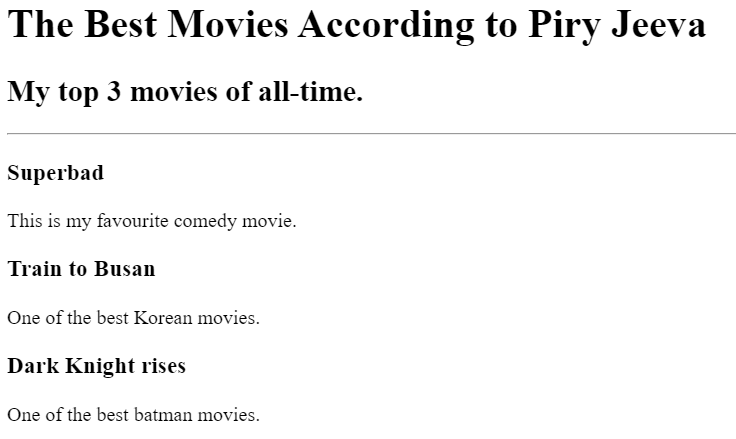 The Best Movies According to Piry Jeeva
My top 3 movies of all-time.
Superbad
This is my favourite comedy movie.
Train to Busan
One of the best Korean movies.
Dark Knight rises
One of the best batman movies.